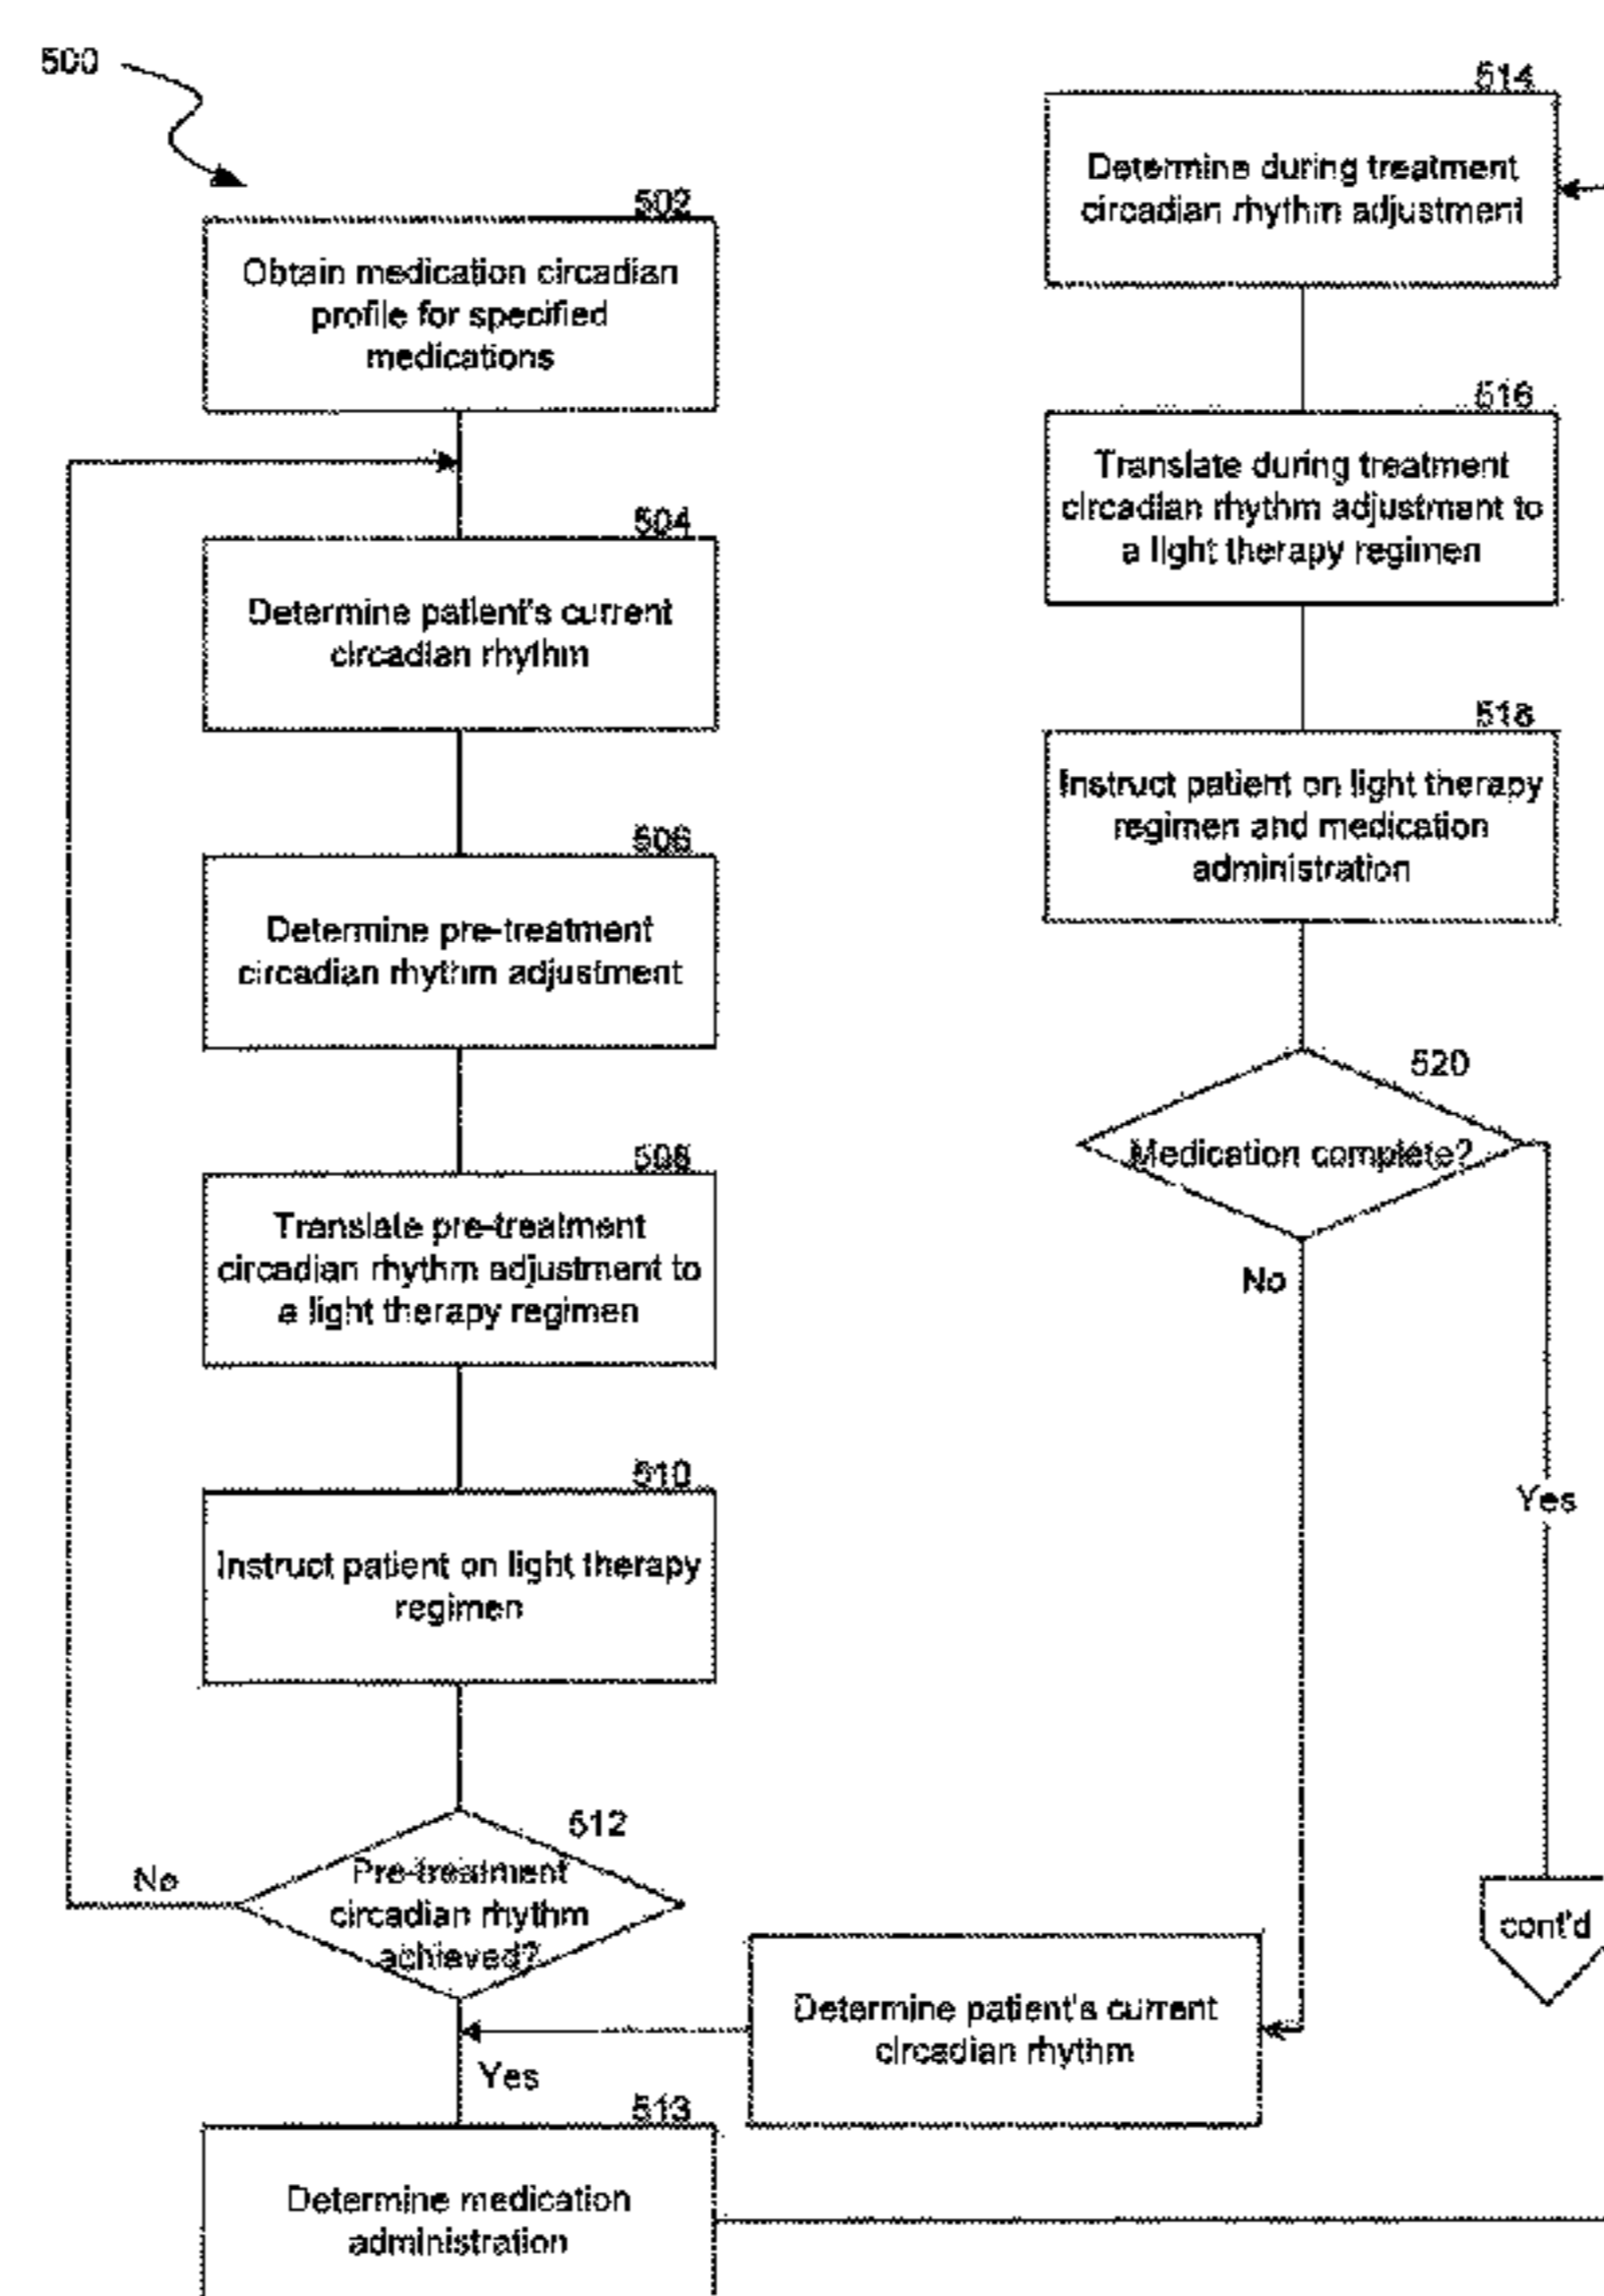 500
502
Obtain medication circadian
profile for specified
medications
504
Determine patient's current
circadian rhythm
506
Determine pre-treatment
circadian rhythm adjustment
508
Translate pre-treatment
circadian rhythm adjustment to
a light therapy regimen
510
Instruct patient on light therapy
regimen
512
Pre-treatment
circadian rhythm
achieved?
No
Yes
513
Determine medication
administration
514
Determine during treatment
circadian rhythm adjustment
516
Translate during treatment
circadian rhythm adjustment to
a light therapy regimen
518
Instruct patient on light therapy
regimen and medication
administration
520
Medication complete?
No
Yes
cont'd
Determine patient's current
circadian rhythm